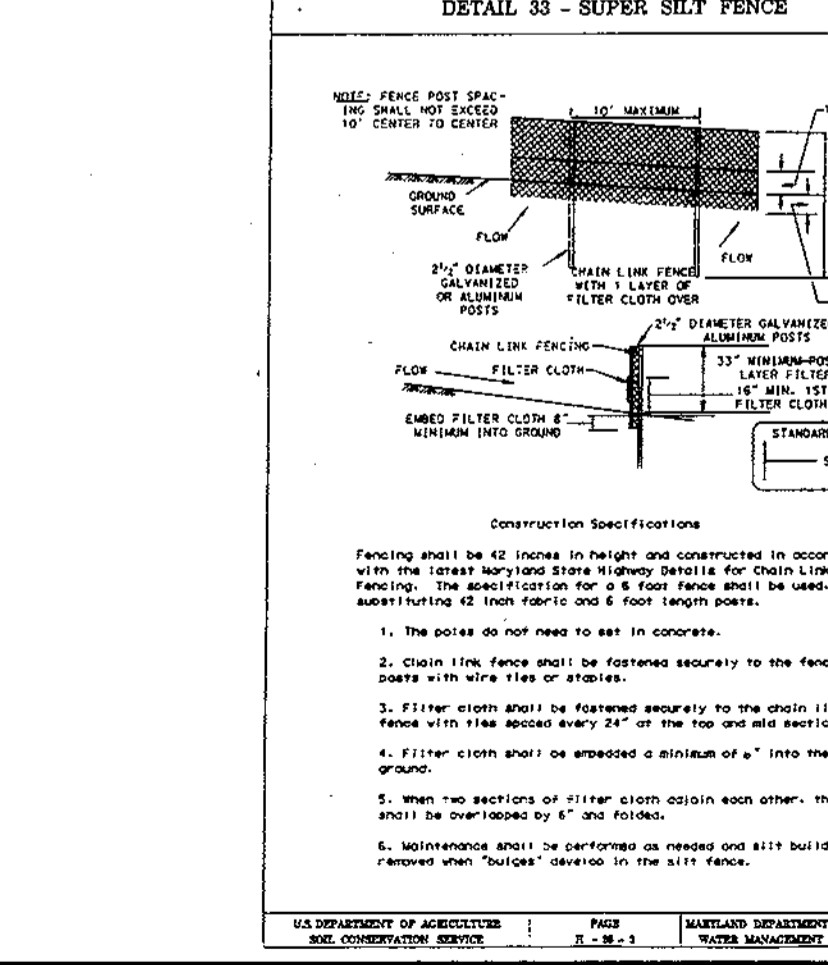 DETAIL 33 - SUPER SILT FENCE
NOTE: FENCE POST SPAC-
ING SHALL NOT EXCEED
10' CENTER TO CENTER
10' MAXIMUM
GROUND
SURFACE
FLOW
FLOW
2 1/2" DIAMETER
GALVANIZED
OR ALUMINUM
POSTS
CHAIN LINK FENCE
WITH 1 LAYER OF
FILTER CLOTH OVER
2 1/2" DIAMETER GALVANIZE
ALUMINUM POSTS
CHAIN LINK FENCING
FLOW
FILTER CLOTH
33" MINIMUM POS
LAYER FILTER
16" MIN. 1ST
FILTER CLOTH
EMBED FILTER CLOTH 8"
MINIMUM INTO GROUND
STANDAR
S
Construction Specifications
Fencing shall be 42 inches in height and constructed in accor
with the latest Maryland State Highway Details for Chain Link
Fencing. The specification for a 6 foot fence shall be used.
substituting 42 inch fabric and 6 foot length posts.
1. The poles do not need to set in concrete.
2. Chain link fence shall be fastened securely to the fenc
posts with wire ties or staples.
3. Filter cloth shall be fastened securely to the chain li
fence with ties spaced every 24" at the top and mid sectio
4. Filter cloth shall be embedded a minimum of into the
ground.
5. When two sections of filter cloth adjoin each other, th
shall be overlapped by 6" and folded.
6. Maintenance shall be performed as needed and silt build
removed when "bulges" develop in the silt fence.
U.S. DEPARTMENT OF AGRICULTURE
SOIL CONSERVATION SERVICE
PAGE
MARYLAND DEPARTMENT
WATER MANAGEMENT